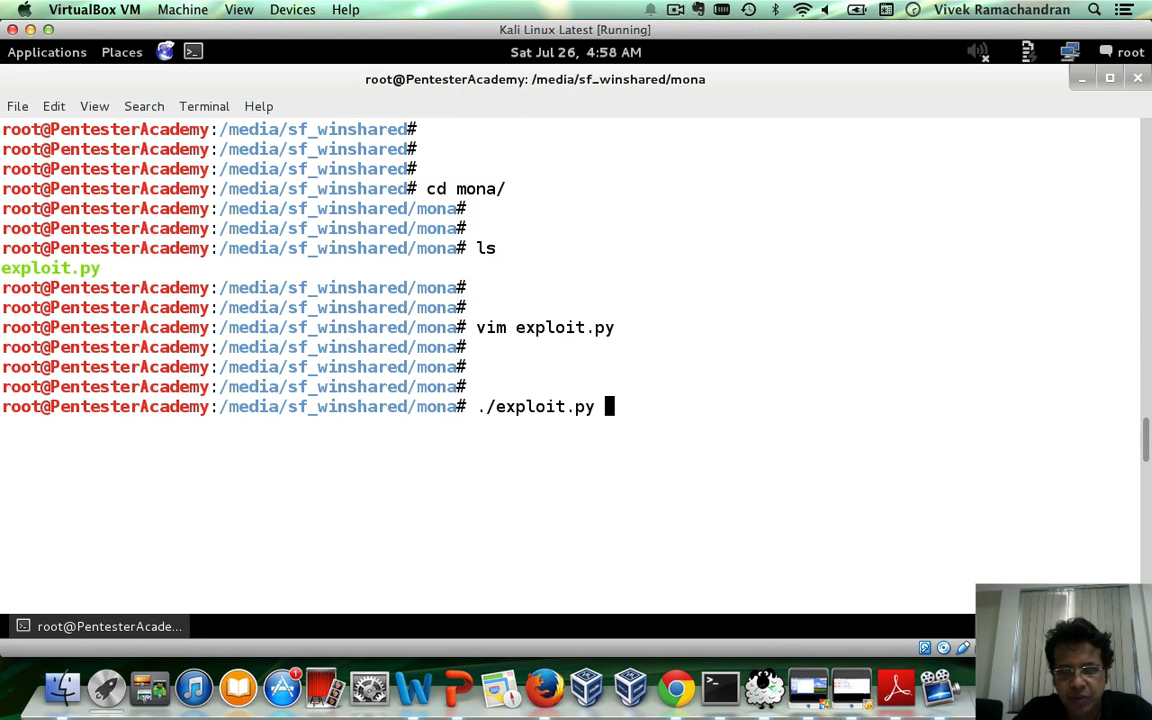 VirtualBox VM Machine View Devices Help Vivek Ramachandran
Kali Linux Latest [Running]
Applications Places Sat Jul 26, 4:58 AM root
root@PentesterAcademy: /media/sf_winshared/mona
File Edit View Search Terminal Help
root@PentesterAcademy:/media/sf_winshared#
root@PentesterAcademy:/media/sf_winshared#
root@PentesterAcademy:/media/sf_winshared#
root@PentesterAcademy:/media/sf_winshared# cd mona/
root@PentesterAcademy:/media/sf_winshared/mona#
root@PentesterAcademy:/media/sf_winshared/mona#
root@PentesterAcademy:/media/sf_winshared/mona# ls
exploit.py
root@PentesterAcademy:/media/sf_winshared/mona#
root@PentesterAcademy:/media/sf_winshared/mona#
root@PentesterAcademy:/media/sf_winshared/mona# vim exploit.py
root@PentesterAcademy:/media/sf_winshared/mona#
root@PentesterAcademy:/media/sf_winshared/mona#
root@PentesterAcademy:/media/sf_winshared/mona#
root@PentesterAcademy:/media/sf_winshared/mona# ./exploit.py
root@PentesterAcade...